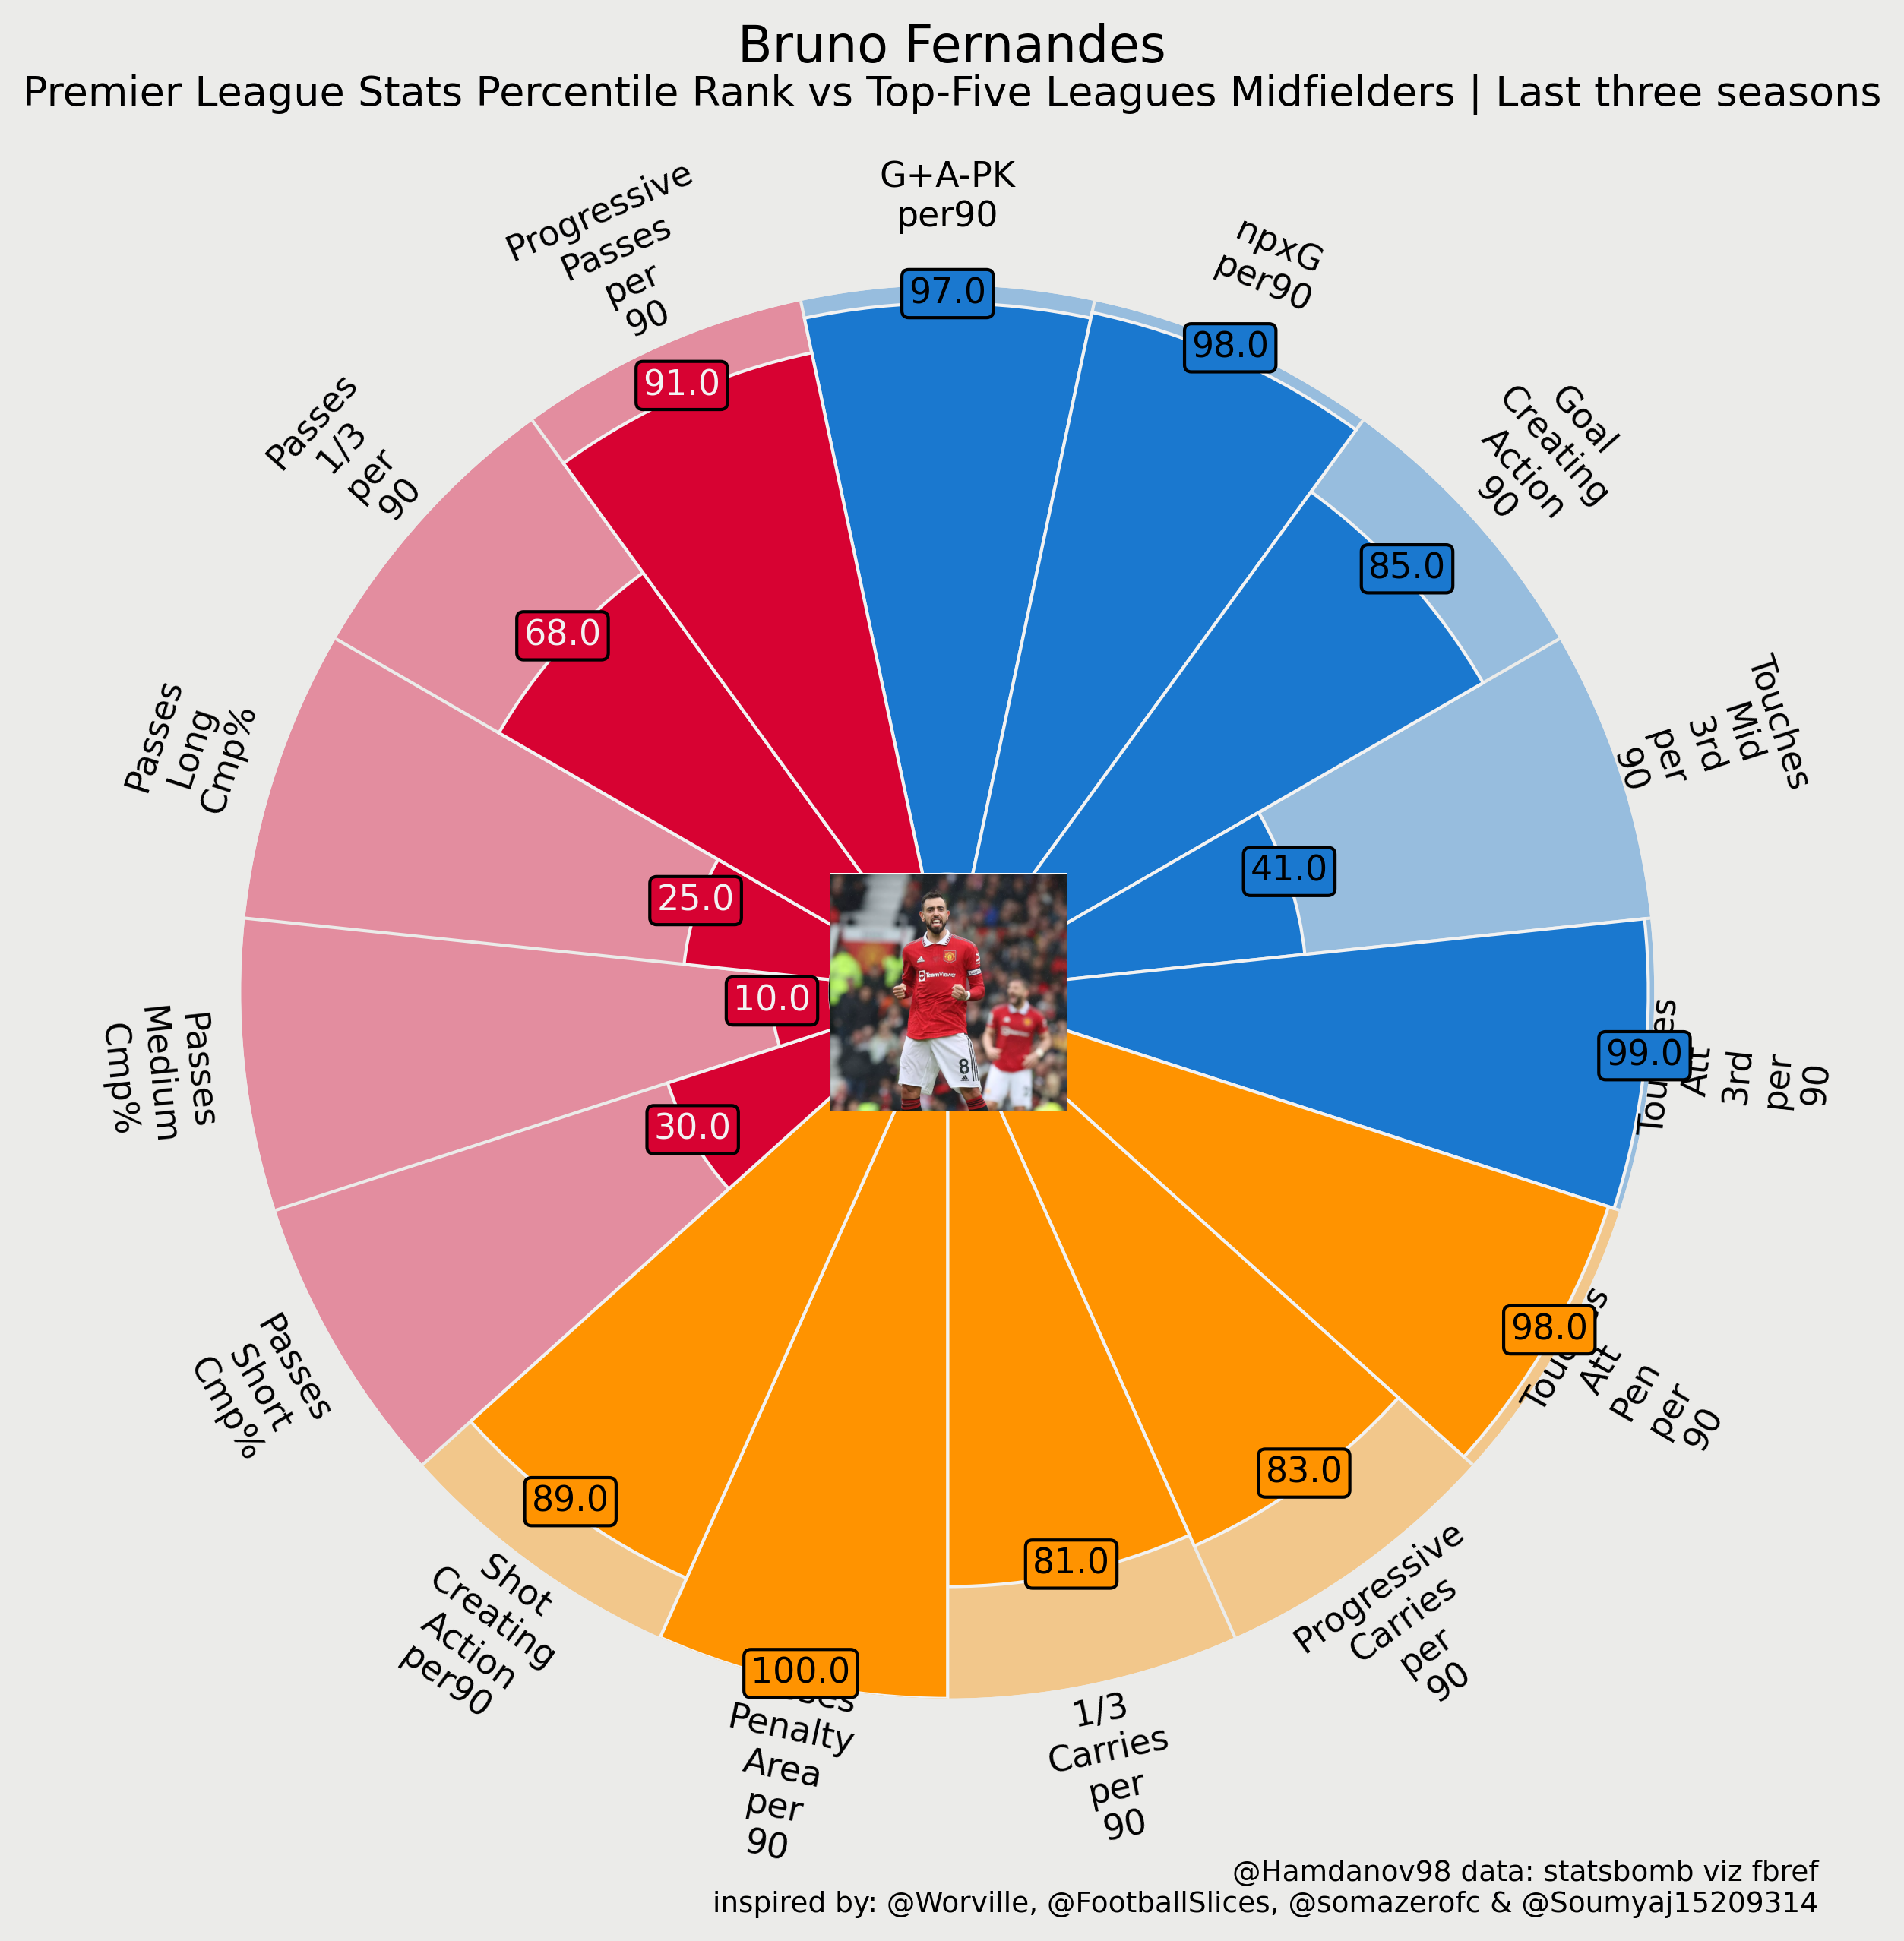 Bruno Fernandes
Premier League Stats Percentile Rank vs Top-Five Leagues Midfielders | Last three seasons
G+A-PK
per90
97.0
npxG
per90
98.0
Goal
Creating
Action
90
85.0
Touches
Mid
3rd
per
90
41.0
Att
3rd
per
90
99.0
Att
Pen
per
90
98.0
Progressive
Carries
per
90
83.0
1/3
Carries
per
90
81.0
Penalty
Area
per
90
100.0
Shot
Creating
Action
per90
89.0
Passes
Short
Cmp%
30.0
Passes
Medium
Cmp%
10.0
Passes
Long
Cmp%
25.0
Passes
1/3
per
90
68.0
Progressive
Passes
per
90
91.0
TeamViewer
8
@Hamdanov98 data: statsbomb viz fbref
inspired by: @Worville, @FootballSlices, @somazerofc & @Soumyaj15209314